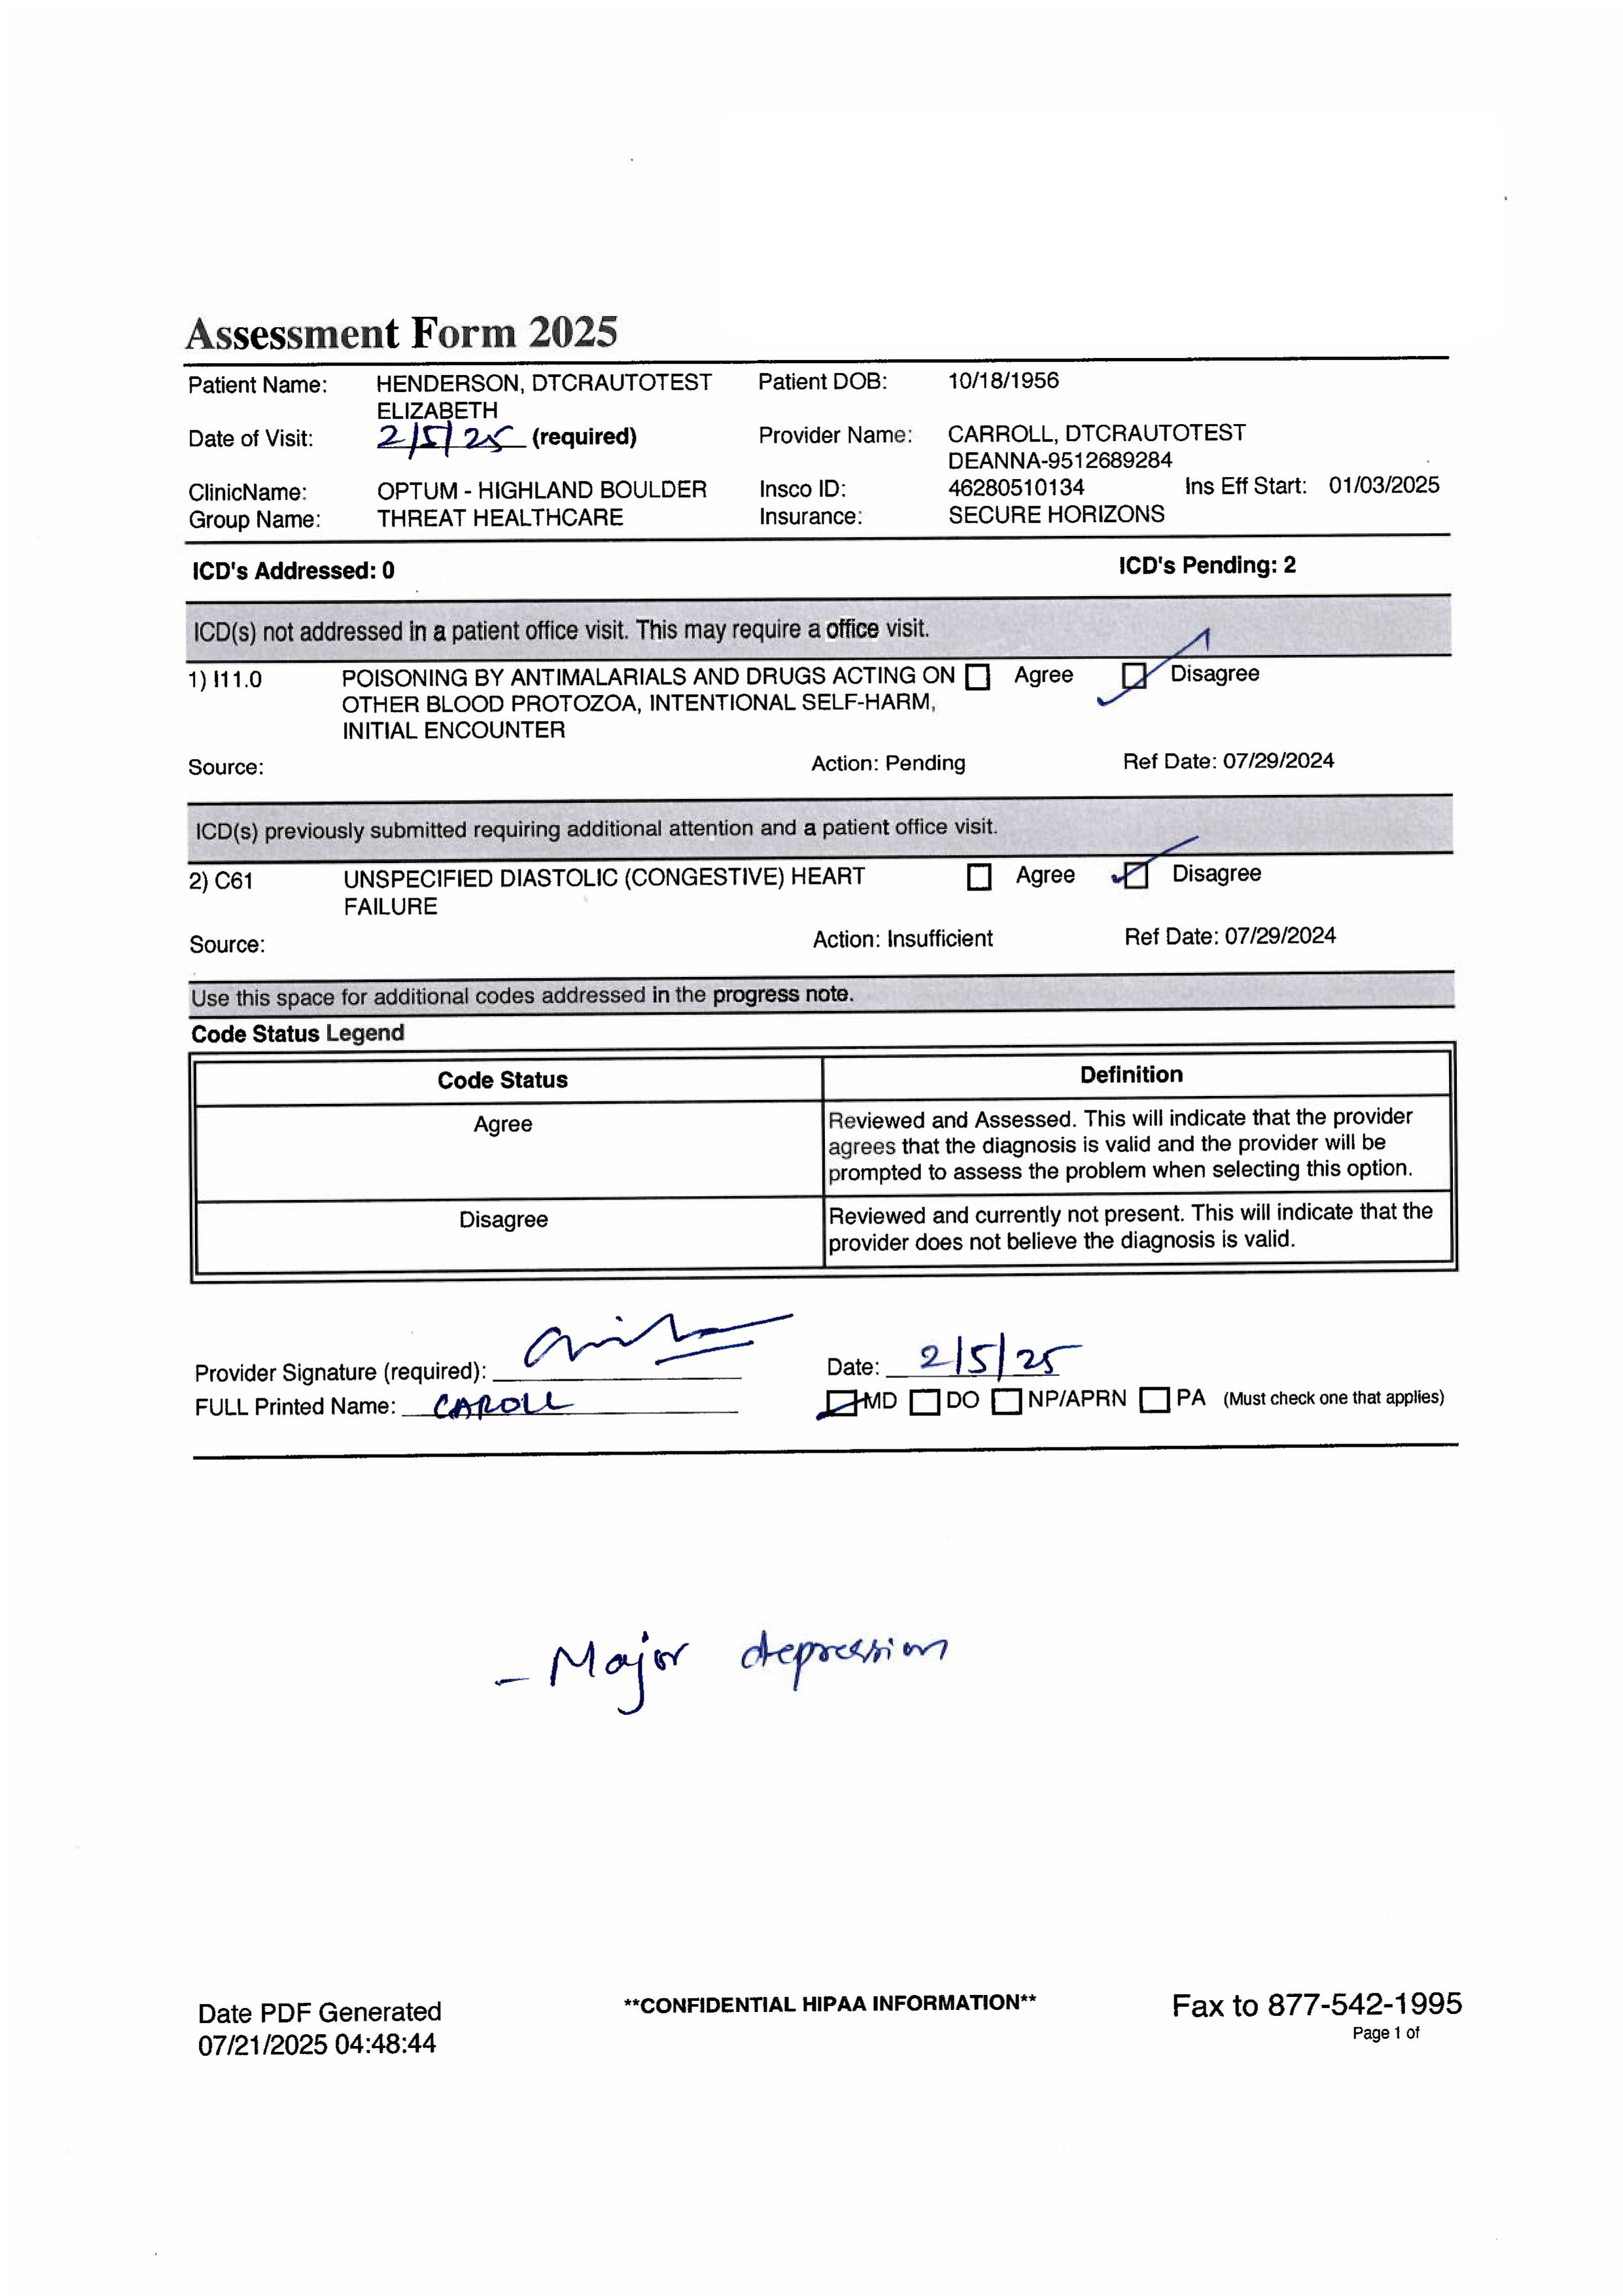 Assessment Form 2025
Patient Name: HENDERSON, DTCRAUTOTEST Patient DOB: 10/18/1956
ELIZABETH
Date of Visit: 2/5/25 (required) Provider Name: CARROLL, DTCRAUTOTEST
DEANNA-9512689284
ClinicName: OPTUM - HIGHLAND BOULDER Insco ID: 46280510134 Ins Eff Start: 01/03/2025
Group Name: THREAT HEALTHCARE Insurance: SECURE HORIZONS
ICD's Addressed: 0 ICD's Pending: 2
ICD(s) not addressed in a patient office visit. This may require a office visit.
1) I11.0 POISONING BY ANTIMALARIALS AND DRUGS ACTING ON Agree Disagree
OTHER BLOOD PROTOZOA, INTENTIONAL SELF-HARM,
INITIAL ENCOUNTER
Source: Action: Pending Ref Date: 07/29/2024
ICD(s) previously submitted requiring additional attention and a patient office visit.
2) C61 UNSPECIFIED DIASTOLIC (CONGESTIVE) HEART Agree Disagree
FAILURE
Source: Action: Insufficient Ref Date: 07/29/2024
Use this space for additional codes addressed in the progress note.
Code Status Legend
Code Status Definition
Agree Reviewed and Assessed. This will indicate that the provider
agrees that the diagnosis is valid and the provider will be
prompted to assess the problem when selecting this option.
Disagree Reviewed and currently not present. This will indicate that the
provider does not believe the diagnosis is valid.
Provider Signature (required): Date: 2/5/25
FULL Printed Name: CAROLL MD DO NP/APRN PA (Must check one that applies)
- Major depression
Date PDF Generated **CONFIDENTIAL HIPAA INFORMATION** Fax to 877-542-1995
07/21/2025 04:48:44 Page 1 of